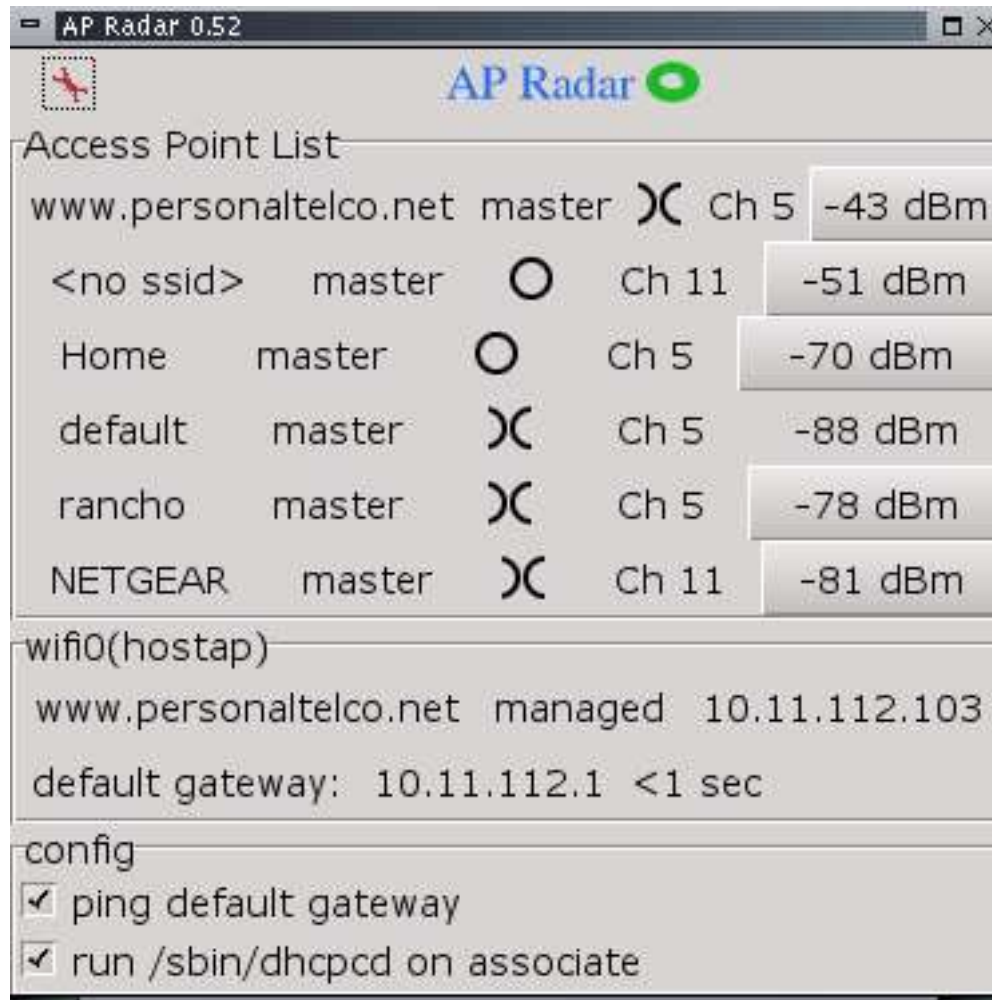 AP Radar 0.52
AP Radar
Access Point List
www.personaltelco.net master Ch 5 -43 dBm
<no ssid> master Ch 11 -51 dBm
Home master Ch 5 -70 dBm
default master Ch 5 -88 dBm
rancho master Ch 5 -78 dBm
NETGEAR master Ch 11 -81 dBm
wifi0(hostap)
www.personaltelco.net managed 10.11.112.103
default gateway: 10.11.112.1 <1 sec
config
ping default gateway
run /sbin/dhcpcd on associate